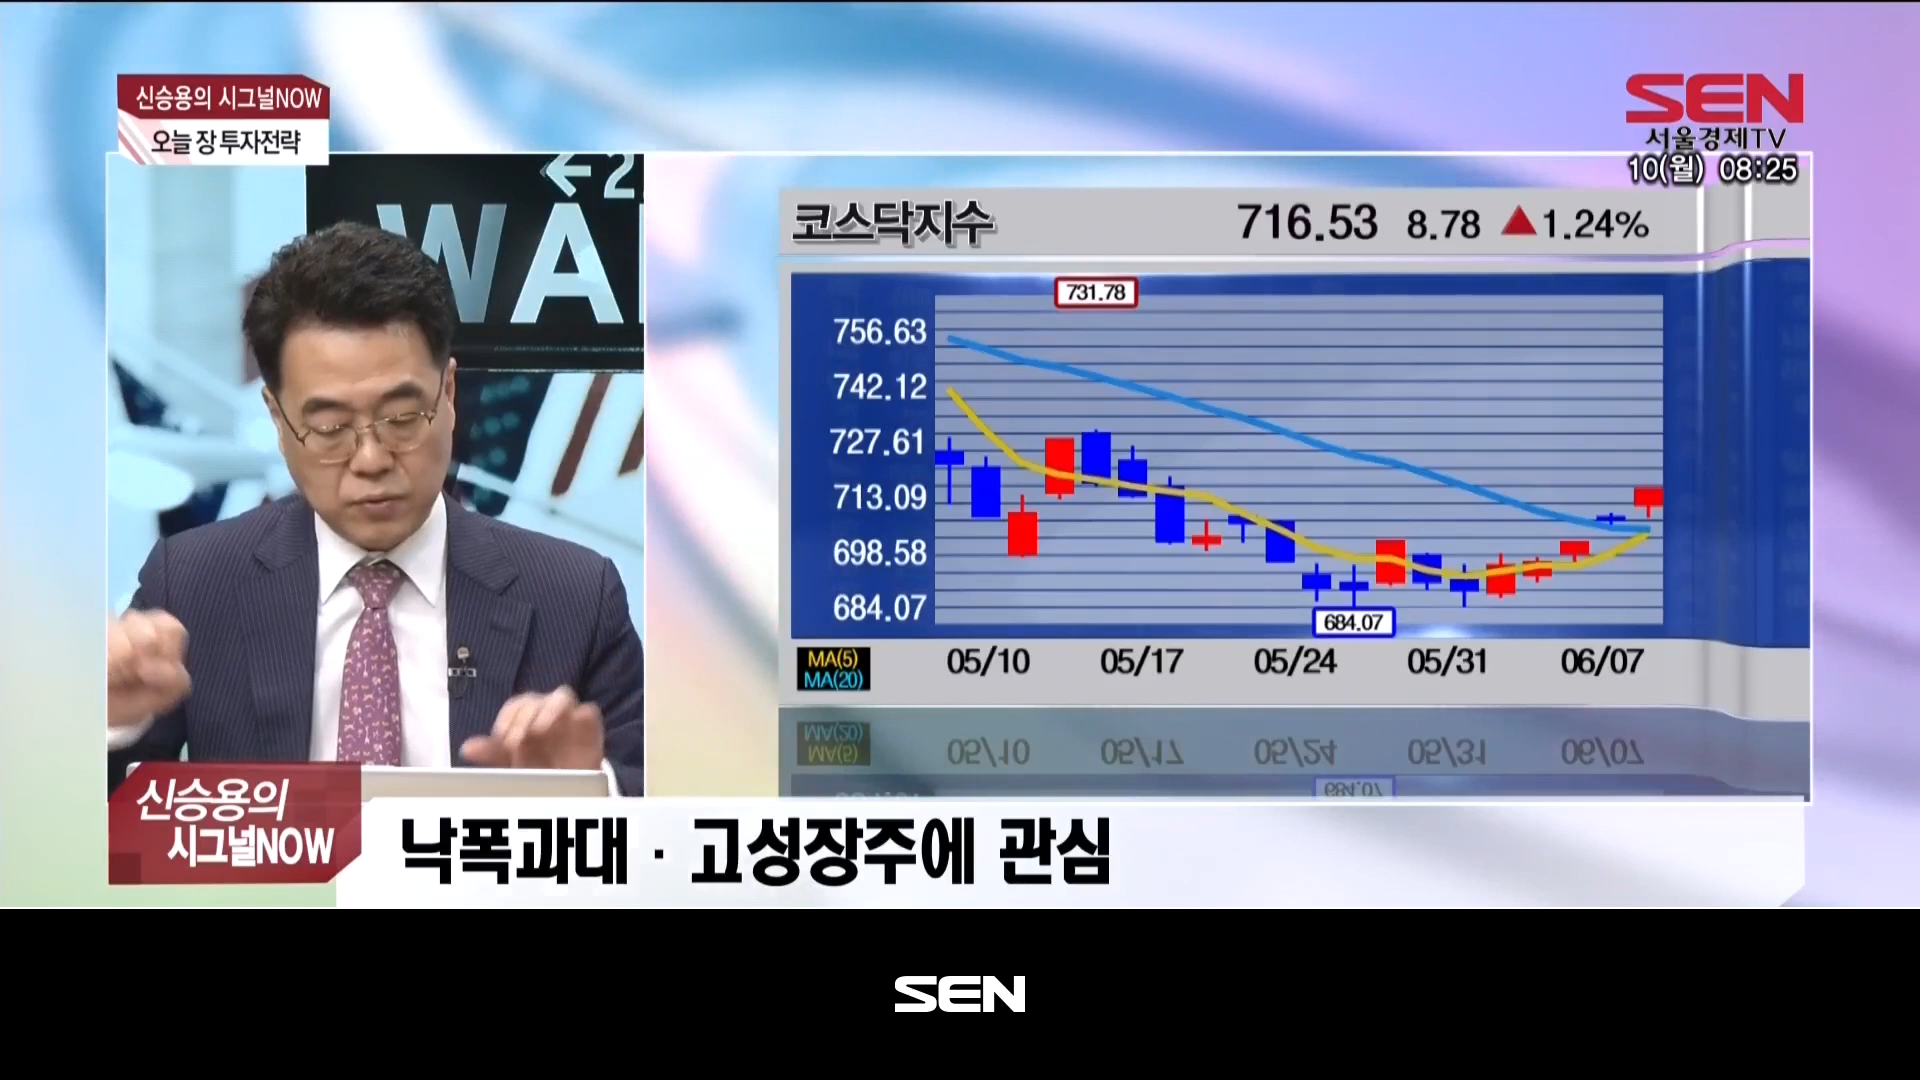 신승용의 시그널NOW
오늘 장 투자전략
SEN
서울경제TV
10(월) 08:25
←2
WA
코스닥지수 716.53 8.78 ▲1.24%
731.78
756.63
742.12
727.61
713.09
698.58
684.07
684.07
MA(5)
MA(20)
05/10 05/17 05/24 05/31 06/07
신승용의
시그널NOW
낙폭과대 · 고성장주에 관심
SEN